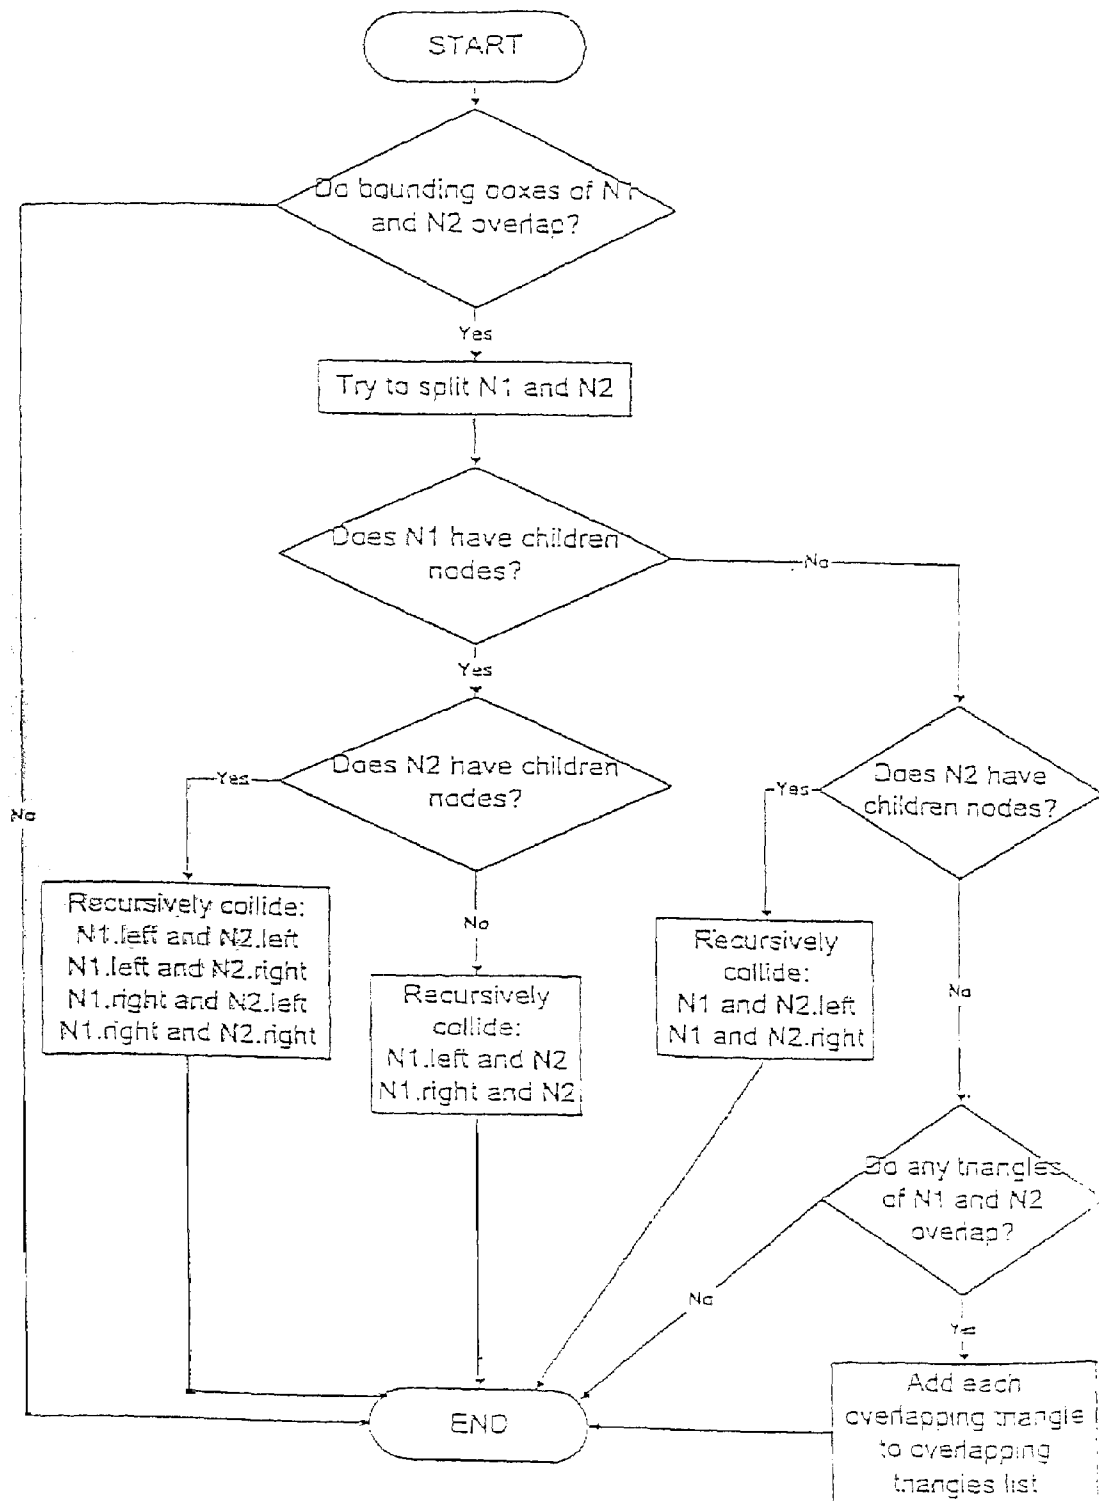 START
Do bounding boxes of N1
and N2 overlap?
No
Yes
Try to split N1 and N2
Does N1 have children
nodes?
No
Yes
Does N2 have children
nodes?
Yes
No
Does N2 have
children nodes?
Yes
No
Recursively collide:
N1.left and N2.left
N1.left and N2.right
N1.right and N2.left
N1.right and N2.right
Recursively
collide:
N1.left and N2
N1.right and N2
Recursively
collide:
N1 and N2.left
N1 and N2.right
Do any triangles
of N1 and N2
overlap?
No
Yes
Add each
overlapping triangle
to overlapping
triangles list
END